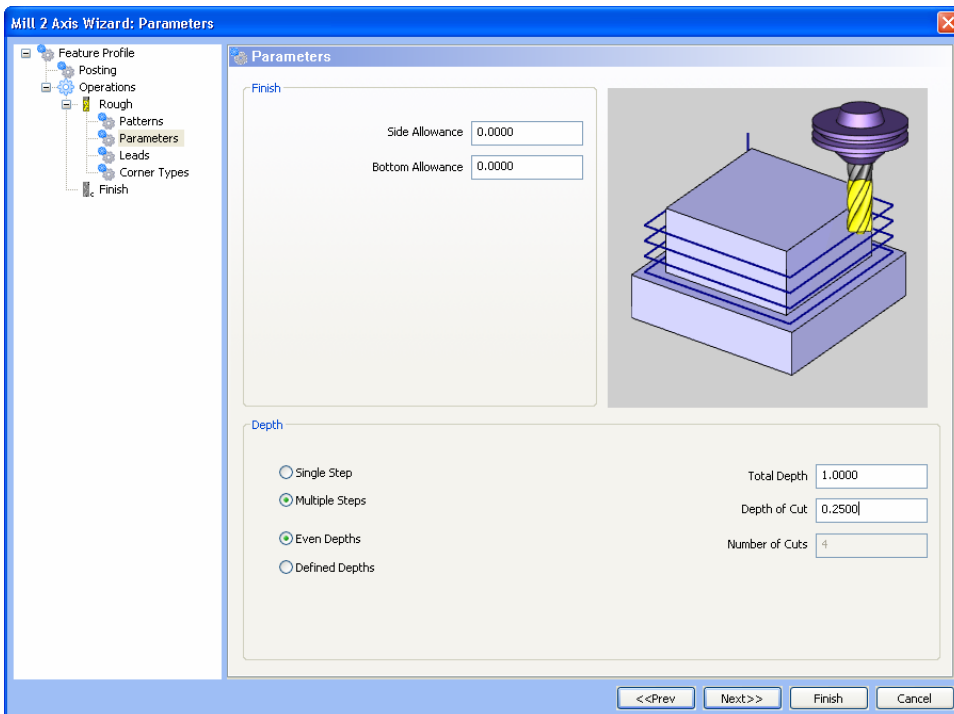 Mill 2 Axis Wizard: Parameters
Feature Profile
Posting
Operations
Rough
Patterns
Parameters
Leads
Corner Types
Finish
Parameters
Finish
Side Allowance 0.0000
Bottom Allowance 0.0000
Depth
Single Step
Multiple Steps
Even Depths
Defined Depths
Total Depth 1.0000
Depth of Cut 0.2500
Number of Cuts 4
<<Prev Next>> Finish Cancel